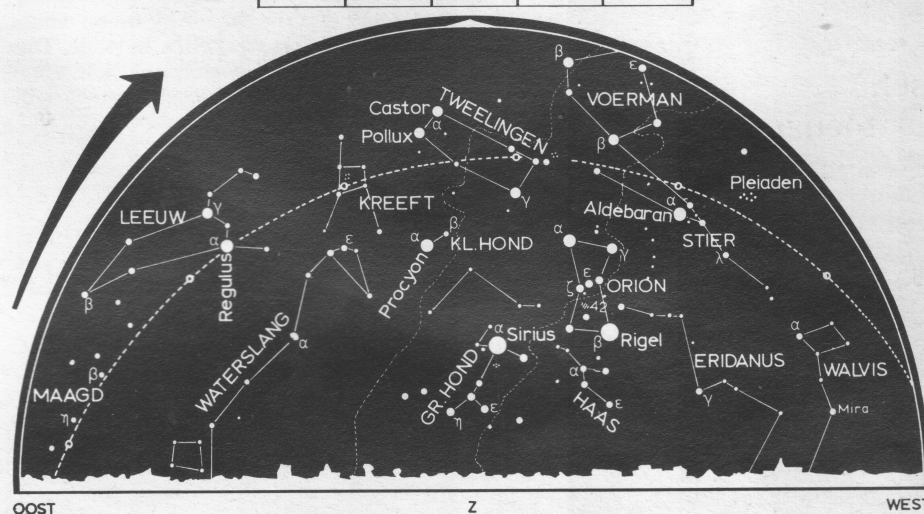 β
ε
VOERMAN
Castor
α
TWEELINGEN
Pollux
β
γ
Pleiaden
KREEFT
LEEUW
γ
Aldebaran
α
STIER
α
Regulus
ε
β
Procyon
KL. HOND
α
γ
λ
β
ζ
ε
ORION
42
WATERSLANG
α
α
Sirius
β
Rigel
α
ERIDANUS
WALVIS
MAAGD
β
η
GR. HOND
η
ε
α
HAAS
ε
γ
Mira
OOST
Z
WEST